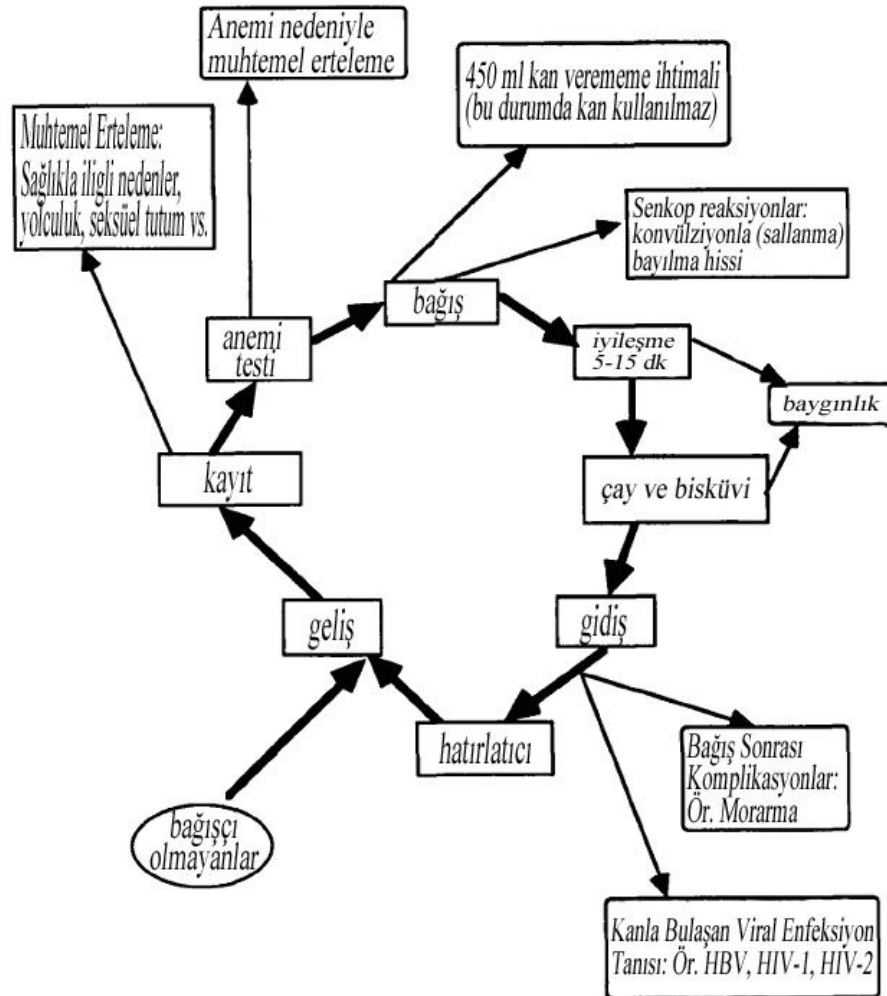 Anemi nedeniyle
muhtemel erteleme
450 ml kan verememe ihtimali
(bu durumda kan kullanılmaz)
Muhtemel Erteleme:
Sağlıkla iligli nedenler,
yolculuk, seksüel tutum vs.
Senkop reaksiyonlar:
konvülziyonla (sallanma)
bayılma hissi
bağış
anemi
testi
iyileşme
5-15 dk
baygınlık
kayıt
çay ve bisküvi
geliş
gidiş
hatırlatıcı
Bağış Sonrası
Komplikasyonlar:
Ör. Morarma
bağışçı
olmayanlar
Kanla Bulaşan Viral Enfeksiyon
Tanısı: Ör. HBV, HIV-1, HIV-2